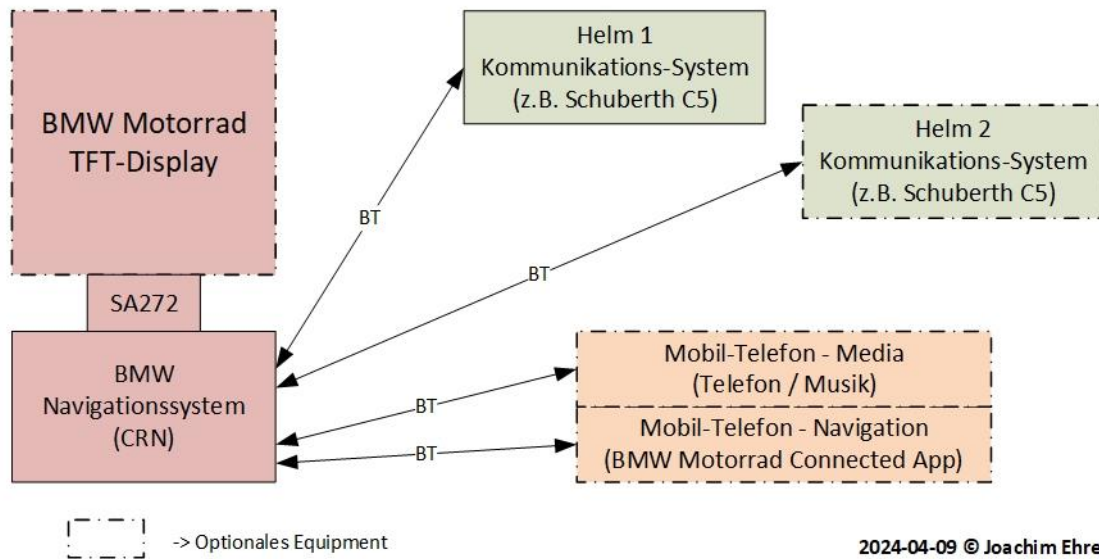 BMW Motorrad
TFT-Display
SA272
BMW
Navigationssystem
(CRN)
Helm 1
Kommunikations-System
(z.B. Schuberth C5)
Helm 2
Kommunikations-System
(z.B. Schuberth C5)
BT
BT
BT
BT
Mobil-Telefon - Media
(Telefon / Musik)
Mobil-Telefon - Navigation
(BMW Motorrad Connected App)
-> Optionales Equipment
2024-04-09 © Joachim Ehre